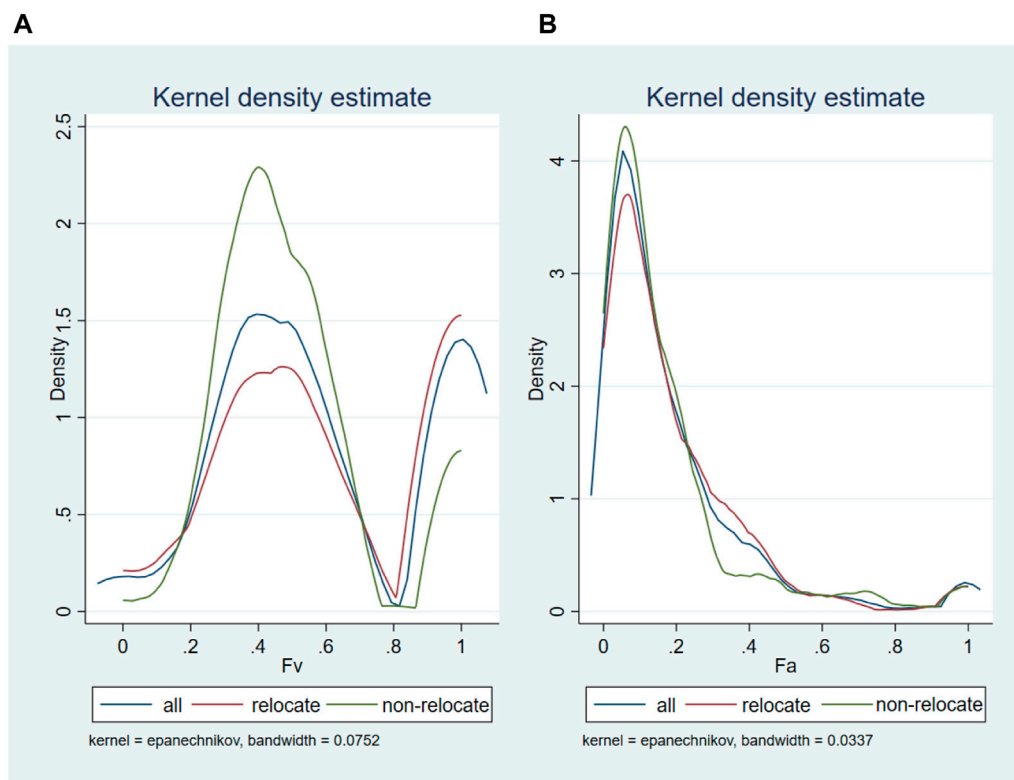 A
Kernel density estimate
2.5
2
1.5
1
.5
0
Density
0 .2 .4 .6 .8 1
Fv
all relocate non-relocate
kernel = epanechnikov, bandwidth = 0.0752
B
Kernel density estimate
4
3
2
1
0
Density
0 .2 .4 .6 .8 1
Fa
all relocate non-relocate
kernel = epanechnikov, bandwidth = 0.0337